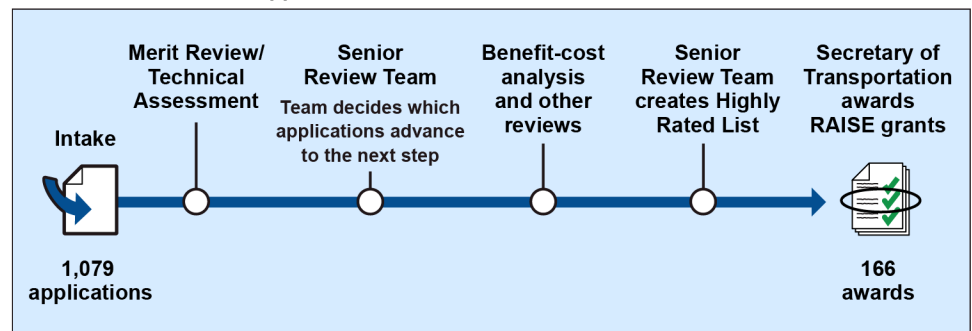 Intake
1,079
applications
Merit Review/
Technical
Assessment
Senior
Review Team
Team decides which
applications advance
to the next step
Benefit-cost
analysis
and other
reviews
Senior
Review Team
creates Highly
Rated List
Secretary of
Transportation
awards
RAISE grants
166
awards